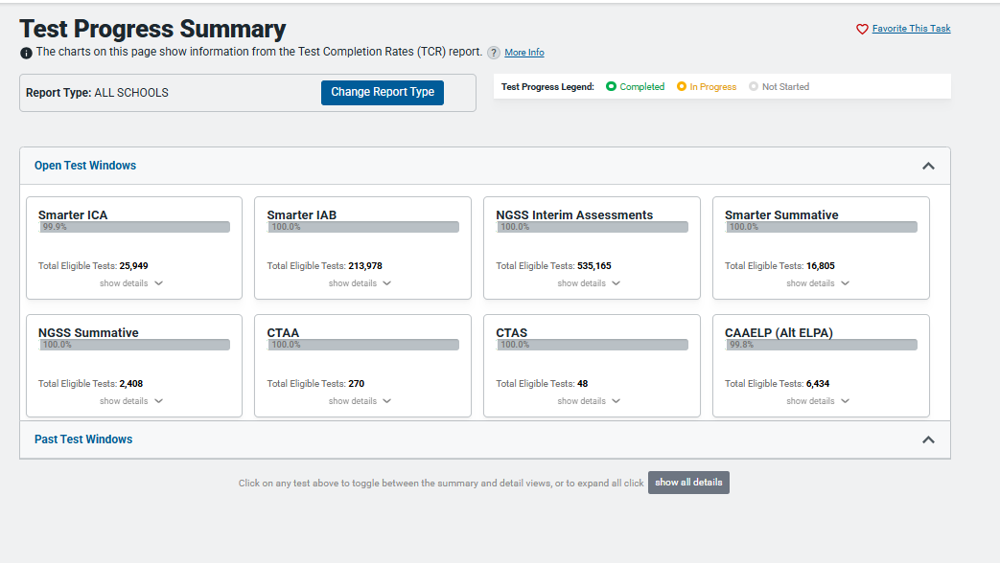 Test Progress Summary
Favorite This Task
The charts on this page show information from the Test Completion Rates (TCR) report. ? More Info
Report Type: ALL SCHOOLS
Change Report Type
Test Progress Legend: Completed In Progress Not Started
Open Test Windows
Smarter ICA
99.9%
Total Eligible Tests: 25,949
show details
Smarter IAB
100.0%
Total Eligible Tests: 213,978
show details
NGSS Interim Assessments
100.0%
Total Eligible Tests: 535,165
show details
Smarter Summative
100.0%
Total Eligible Tests: 16,805
show details
NGSS Summative
100.0%
Total Eligible Tests: 2,408
show details
CTAA
100.0%
Total Eligible Tests: 270
show details
CTAS
100.0%
Total Eligible Tests: 48
show details
CAAELP (Alt ELPA)
99.8%
Total Eligible Tests: 6,434
show details
Past Test Windows
Click on any test above to toggle between the summary and detail views, or to expand all click show all details